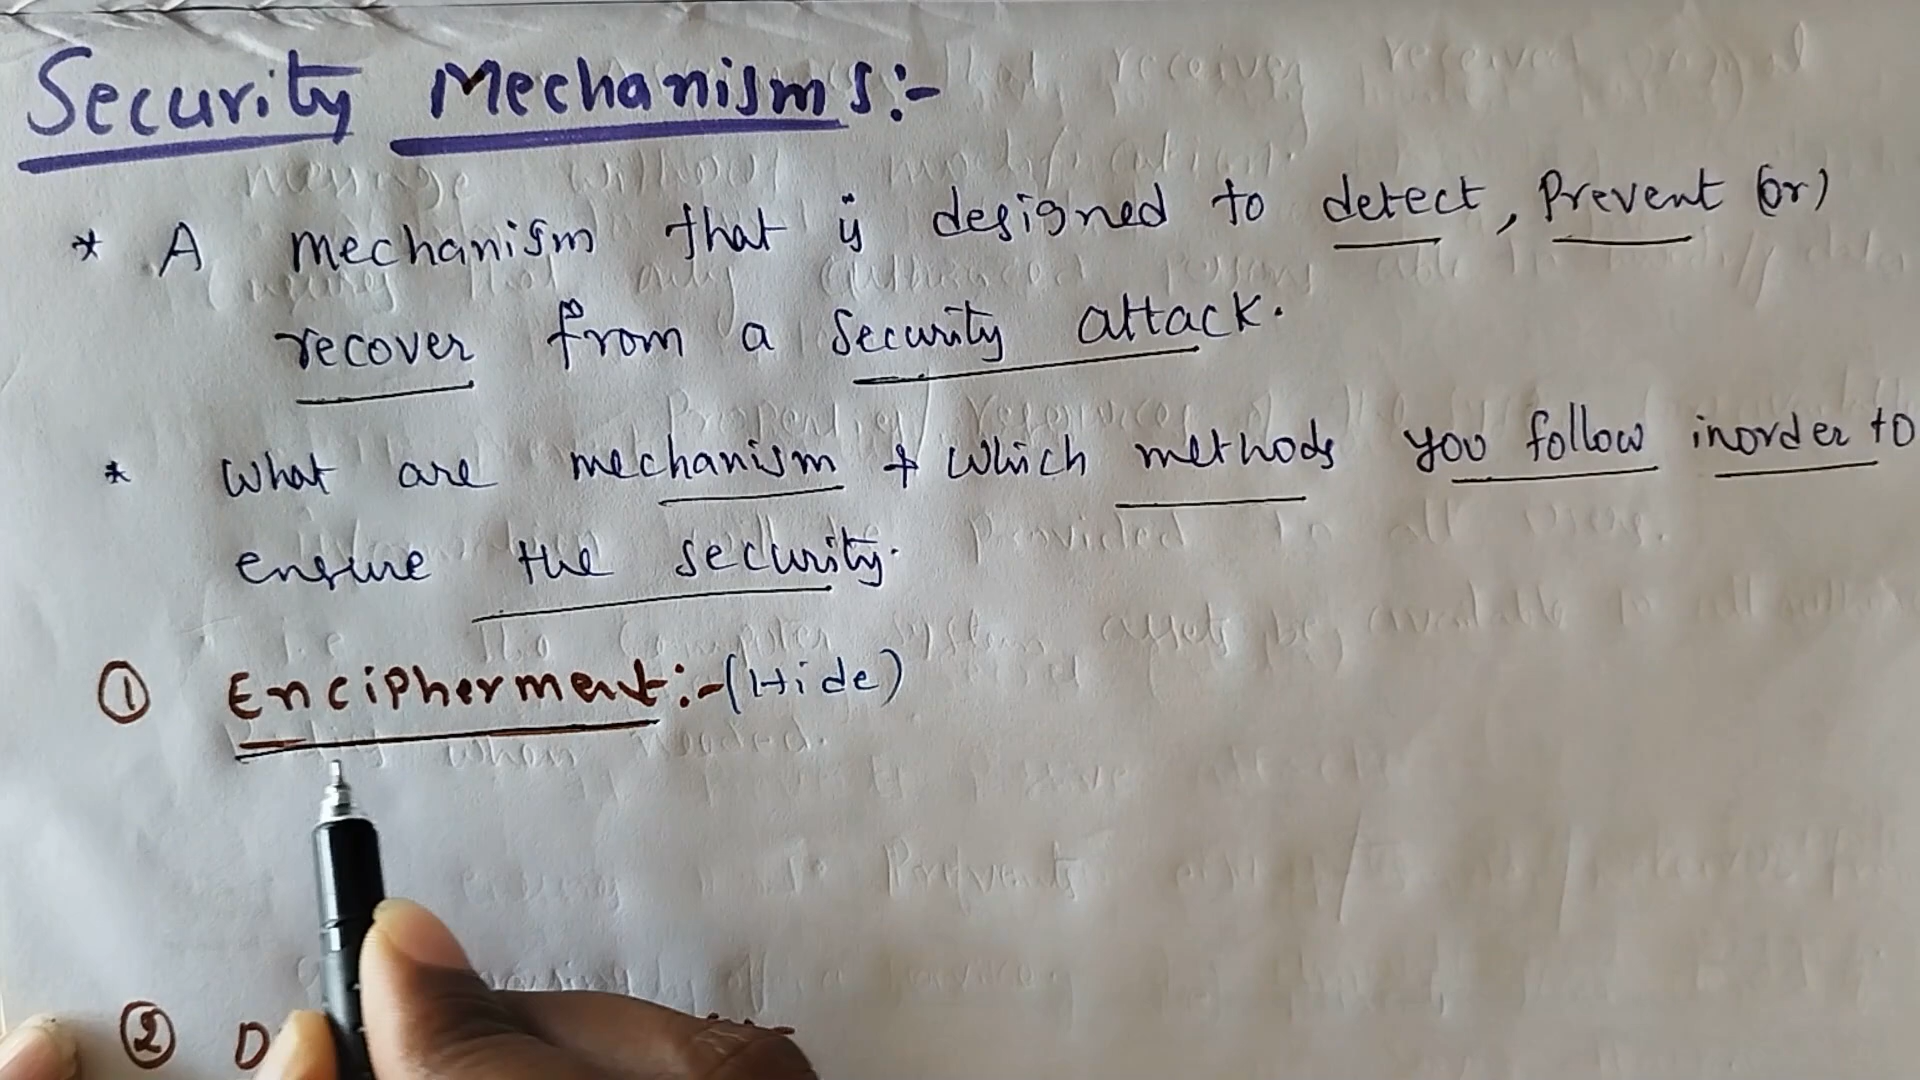 Security Mechanisms:-
* A mechanism that is designed to detect, Prevent (or)
recover from a security attack.
* What are mechanism & which methods you follow inorder to
ensure the security.
① Encipherment:-(Hide)
② D